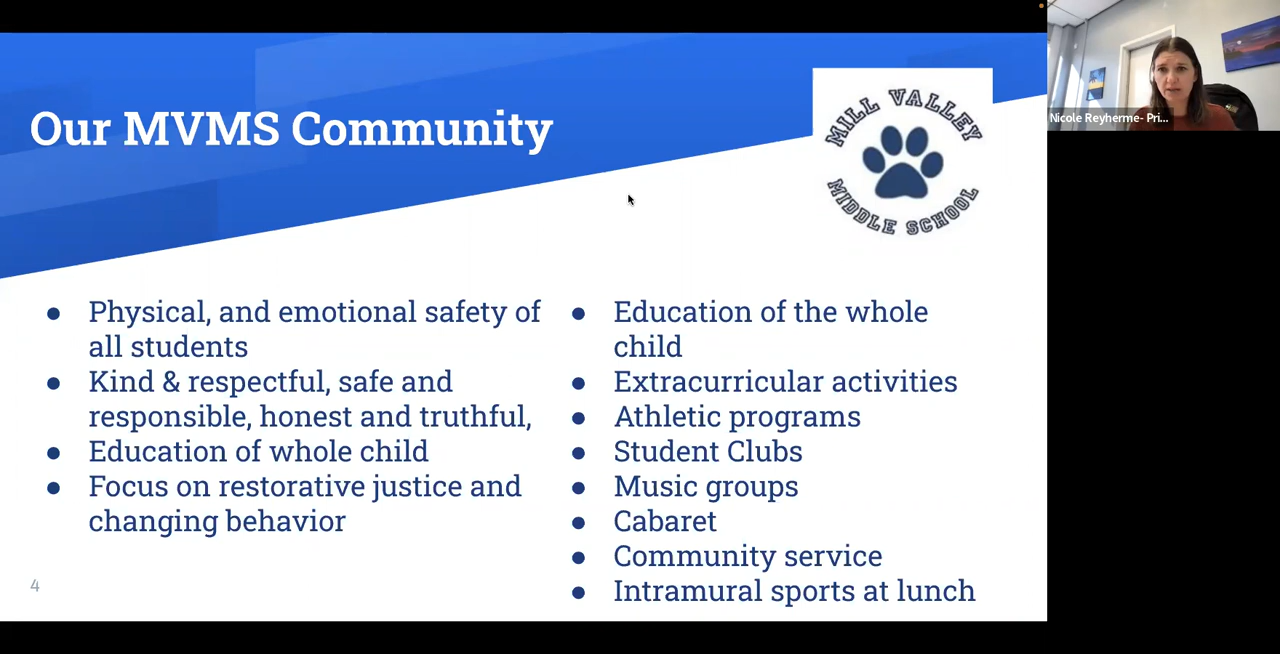 Our MVMS Community
MILL VALLEY
MIDDLE SCHOOL
Nicole Reyherme- Pri...
● Physical, and emotional safety of
all students
● Kind & respectful, safe and
responsible, honest and truthful,
● Education of whole child
● Focus on restorative justice and
changing behavior
● Education of the whole
child
● Extracurricular activities
● Athletic programs
● Student Clubs
● Music groups
● Cabaret
● Community service
● Intramural sports at lunch
4